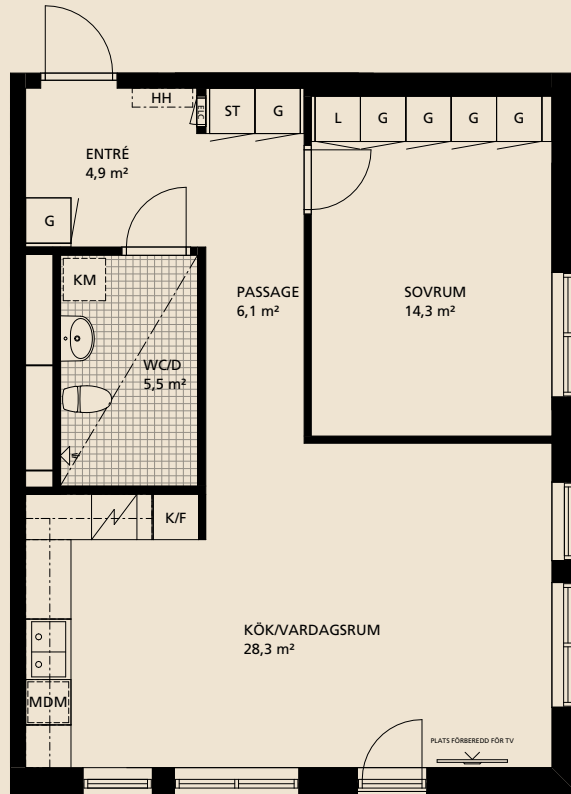 HH
ELC
ST
G
L
G
G
G
G
ENTRÉ
4,9 m²
G
KM
PASSAGE
6,1 m²
SOVRUM
14,3 m²
WC/D
5,5 m²
K/F
KÖK/VARDAGSRUM
28,3 m²
MDM
PLATS FÖRBEREDD FÖR TV